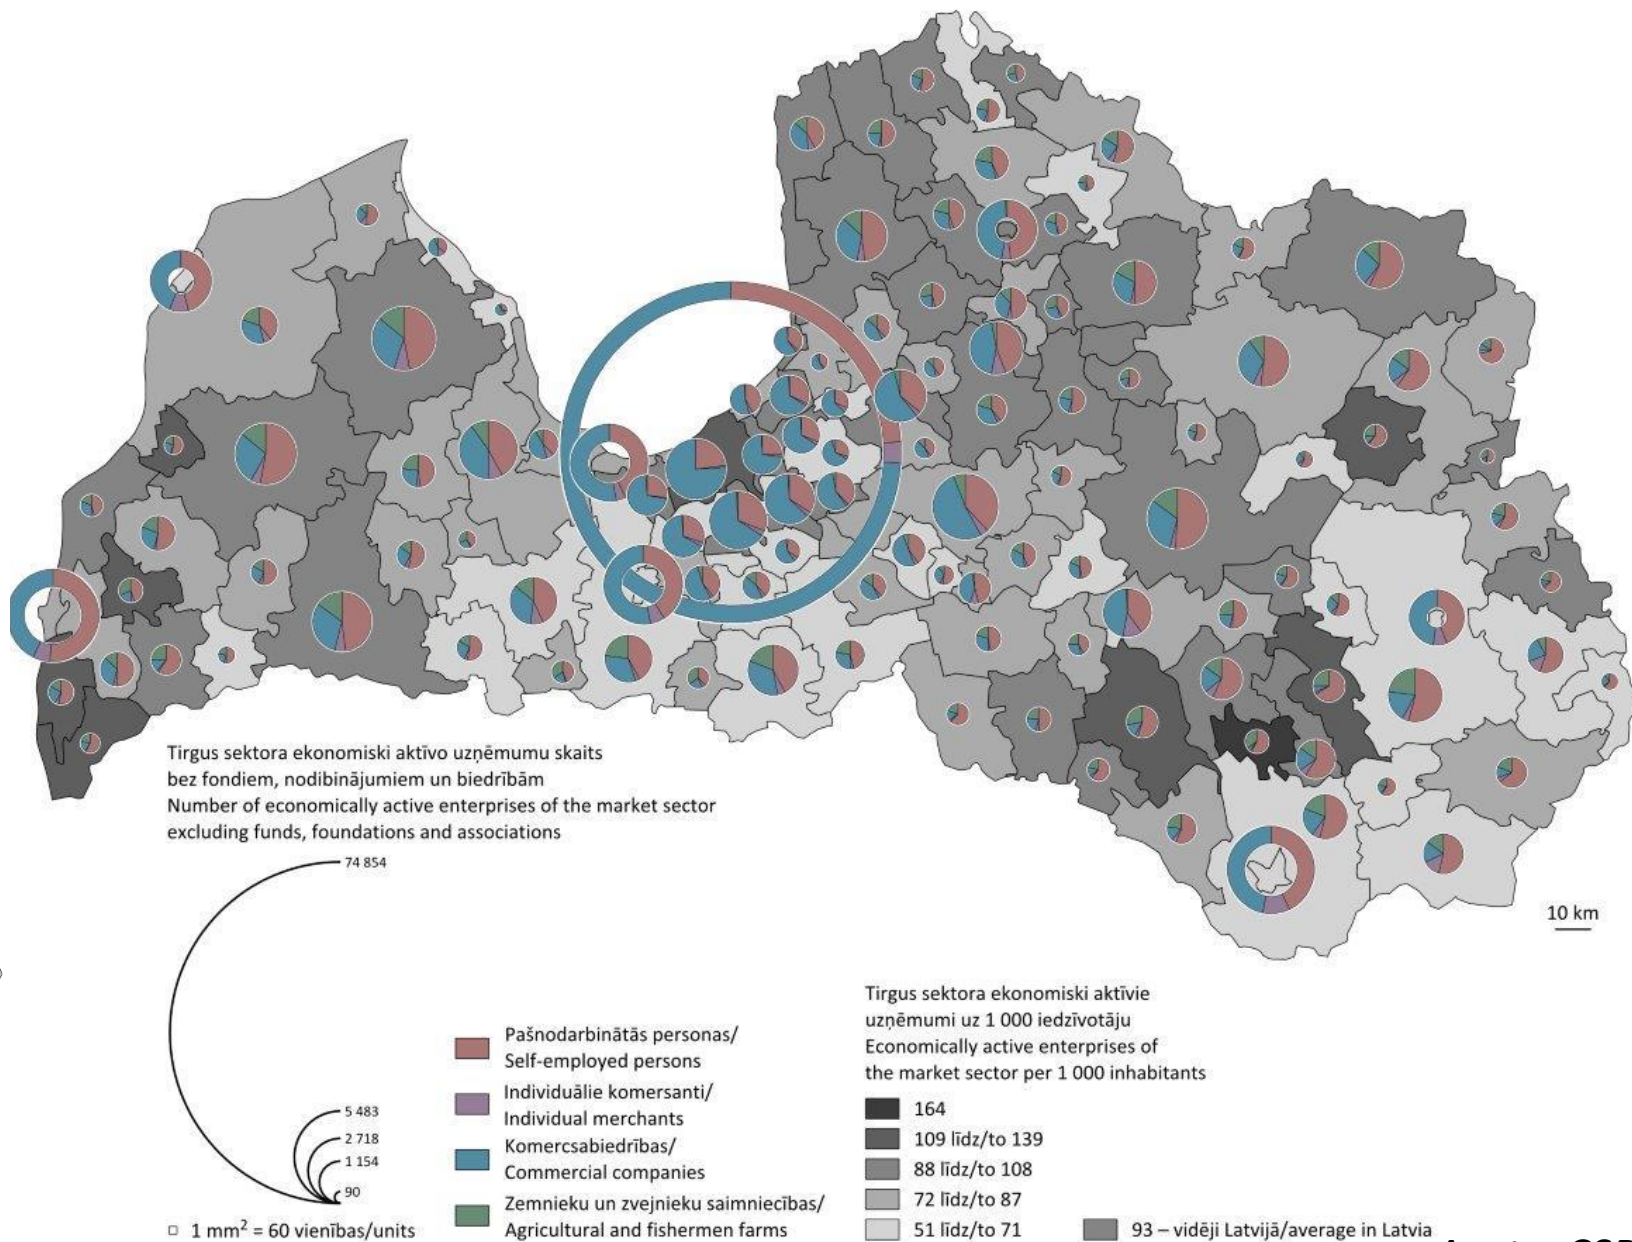 Tirgus sektora ekonomiski aktīvo uzņēmumu skaits
bez fondiem, nodibinājumiem un biedrībām
Number of economically active enterprises of the market sector
excluding funds, foundations and associations
74 854
5 483
2 718
1 154
90
1 mm² = 60 vienības/units
Pašnodarbinātās personas/
Self-employed persons
Individuālie komersanti/
Individual merchants
Komercsabiedrības/
Commercial companies
Zemnieku un zvejnieku saimniecības/
Agricultural and fishermen farms
10 km
Tirgus sektora ekonomiski aktīvie
uzņēmumi uz 1 000 iedzīvotāju
Economically active enterprises of
the market sector per 1 000 inhabitants
164
109 līdz/to 139
88 līdz/to 108
72 līdz/to 87
51 līdz/to 71
93 – vidēji Latvijā/average in Latvia